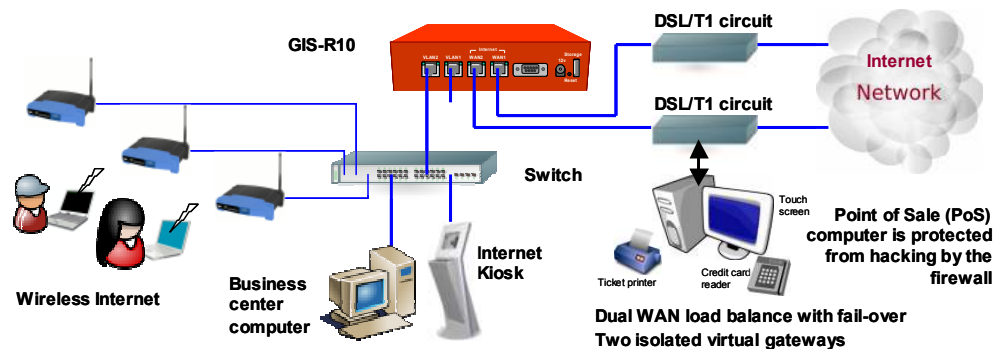 DSL/T1 circuit
GIS-R10
Internet
VLAN2 VLAN1 WAN2 WAN1
Storage
12v
Reset
Internet
Network
DSL/T1 circuit
Switch
Touch
screen
Point of Sale (PoS)
computer is protected
from hacking by the
firewall
Internet
Kiosk
Credit card
reader
Ticket printer
Wireless Internet
Business
center
computer
Dual WAN load balance with fail-over
Two isolated virtual gateways